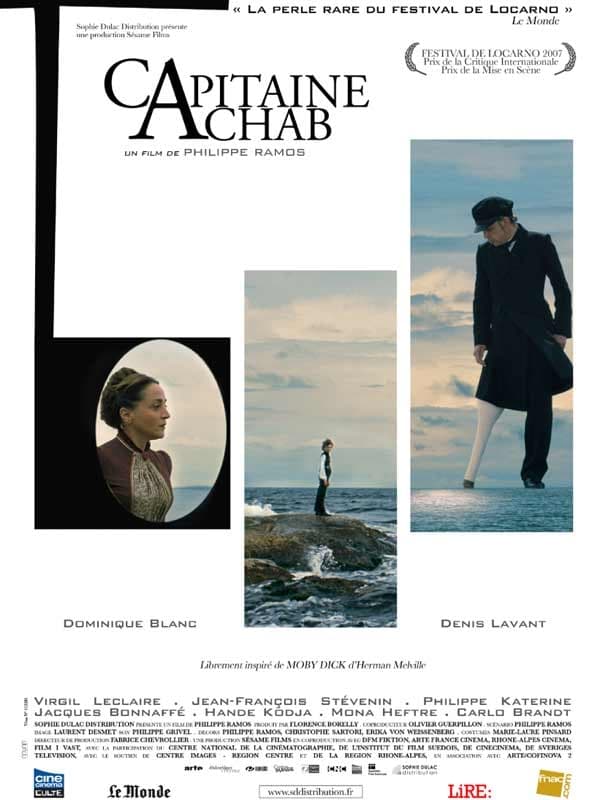 « La perle rare du festival de Locarno »
Le Monde
Sophie Dulac Distribution présente
une production Sésame Films
FESTIVAL DE LOCARNO 2007
Prix de la Critique Internationale
Prix de la Mise en Scène
CAPITAINE
ACHAB
UN FILM DE PHILIPPE RAMOS
Dominique Blanc
Denis Lavant
Librement inspiré de MOBY DICK d'Herman Melville
Virgil Leclaire . Jean-François Stévenin . Philippe Katerine
Jacques Bonnaffé . Hande Kodja . Mona Heftre . Carlo Brandt
SOPHIE DULAC DISTRIBUTION PRÉSENTE UN FILM DE PHILIPPE RAMOS PRODUIT PAR FLORENCE BORELLY . COPRODUCTEUR OLIVER GUERPILLON . SCÉNARIO PHILIPPE RAMOS
IMAGE LAURENT DESMET SON PHILIPPE GRIVEL . DÉCORS PHILIPPE RAMOS, CHRISTOPHE SARTORI, ERIKA VON WEISSENBERG . COSTUMES MARIE-LAURE PINSARD
DIRECTEUR DE PRODUCTION FABRICE CHEVROLLIER . UNE PRODUCTION SÉSAME FILMS EN COPRODUCTION AVEC DFM FIKTION, ARTE FRANCE CINEMA, RHONE-ALPES CINEMA,
FILM I VAST, AVEC LA PARTICIPATION DU CENTRE NATIONAL DE LA CINÉMATOGRAPHIE, DE L'INSTITUT DU FILM SUEDOIS, DE CINECINEMA, DE SVERIGES
TELEVISION, AVEC LE SOUTIEN DE CENTRE IMAGES - REGION CENTRE ET DE LA REGION RHONE-ALPES, EN ASSOCIATION AVEC ARTE/COFINOVA 2
arte
SOPHIE DULAC
distribution
cine
cinema
CULTE
Le Monde
www.sddistribution.fr
LiRE:
fnac
.com